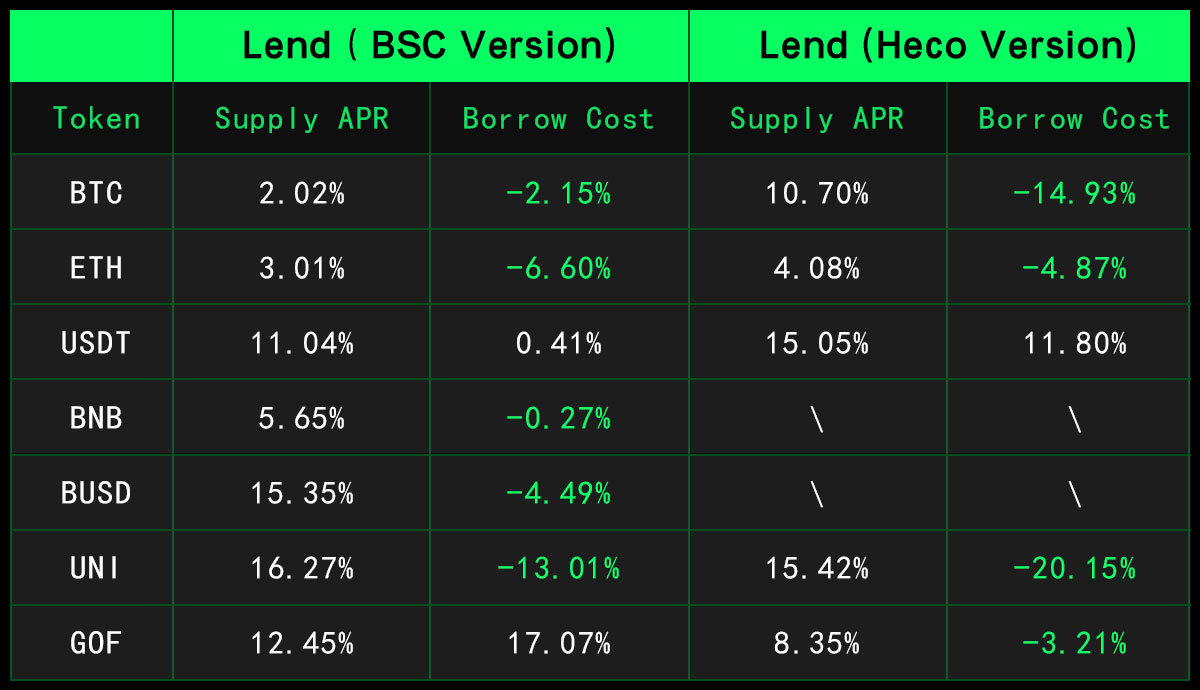 Lend ( BSC Version) Lend (Heco Version)
Token Supply APR Borrow Cost Supply APR Borrow Cost
BTC 2.02% -2.15% 10.70% -14.93%
ETH 3.01% -6.60% 4.08% -4.87%
USDT 11.04% 0.41% 15.05% 11.80%
BNB 5.65% -0.27% \ \
BUSD 15.35% -4.49% \ \
UNI 16.27% -13.01% 15.42% -20.15%
GOF 12.45% 17.07% 8.35% -3.21%